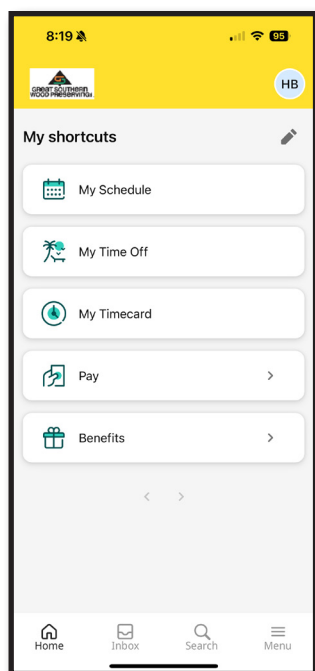 8:19
95
GREAT SOUTHERN
WOOD PRESERVING.
HB
My shortcuts
My Schedule
My Time Off
My Timecard
Pay
Benefits
Home
Inbox
Search
Menu